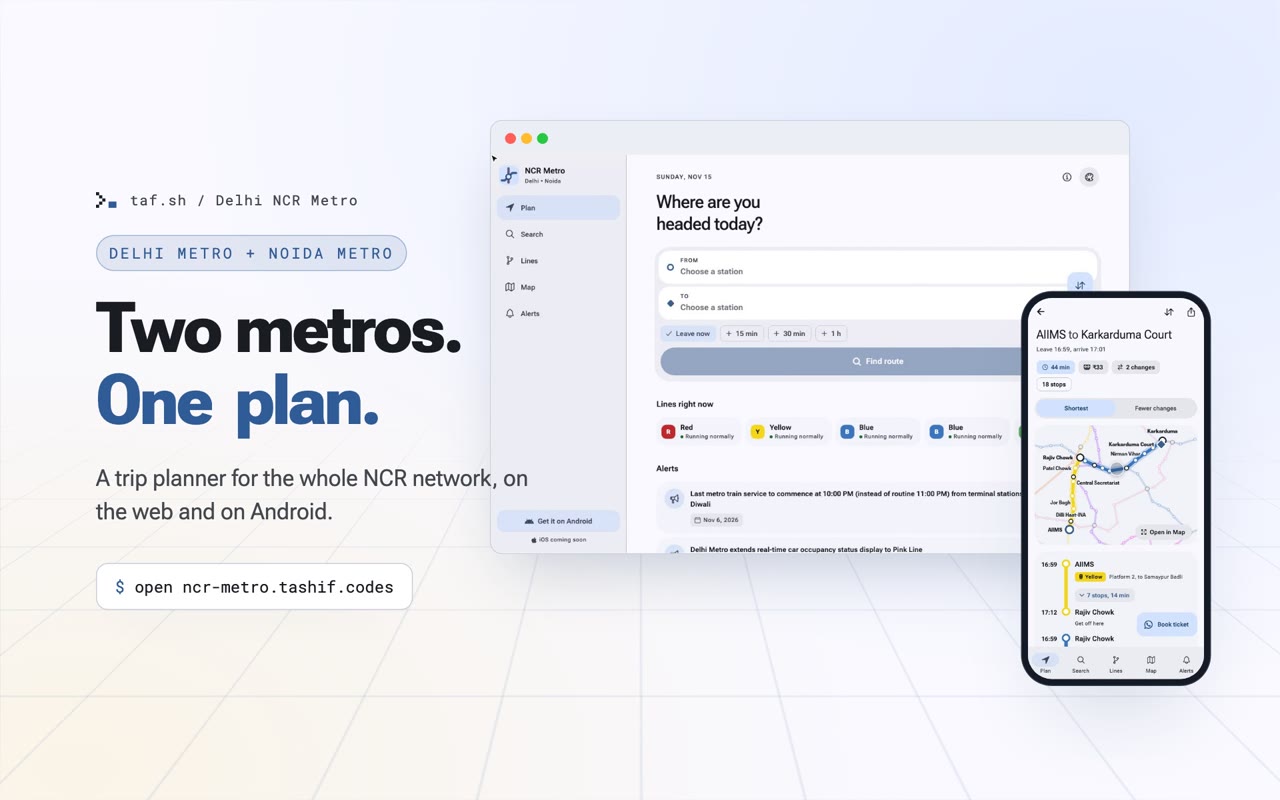 taf.sh / Delhi NCR Metro
DELHI METRO + NOIDA METRO
Two metros.
One plan.
A trip planner for the whole NCR network, on
the web and on Android.
$ open ncr-metro.tashif.codes
NCR Metro
Delhi • Noida
Plan
Search
Lines
Map
Alerts
Get it on Android
iOS coming soon
SUNDAY, NOV 15
Where are you
headed today?
FROM
Choose a station
TO
Choose a station
Leave now
+ 15 min
+ 30 min
+ 1 h
Find route
Lines right now
R
Red
Running normally
Y
Yellow
Running normally
B
Blue
Running normally
B
Blue
Running normally
Alerts
Last metro train service to commence at 10:00 PM (instead of routine 11:00 PM) from terminal stations
Diwali
Nov 6, 2026
Delhi Metro extends real-time car occupancy status display to Pink Line
AIIMS to Karkarduma Court
Leave 16:59, arrive 17:01
44 min
₹33
2 changes
18 stops
Shortest
Fewer changes
Karkarduma
Karkarduma Court
Nirman Vihar
Rajiv Chowk
Patel Chowk
Central Secretariat
Jor Bagh
Dilli Haat-INA
AIIMS
Open in Map
16:59
AIIMS
Yellow
Platform 2, to Samaypur Badli
7 stops, 14 min
17:12
Rajiv Chowk
Get off here
Book ticket
16:59
Rajiv Chowk
Plan
Search
Lines
Map
Alerts